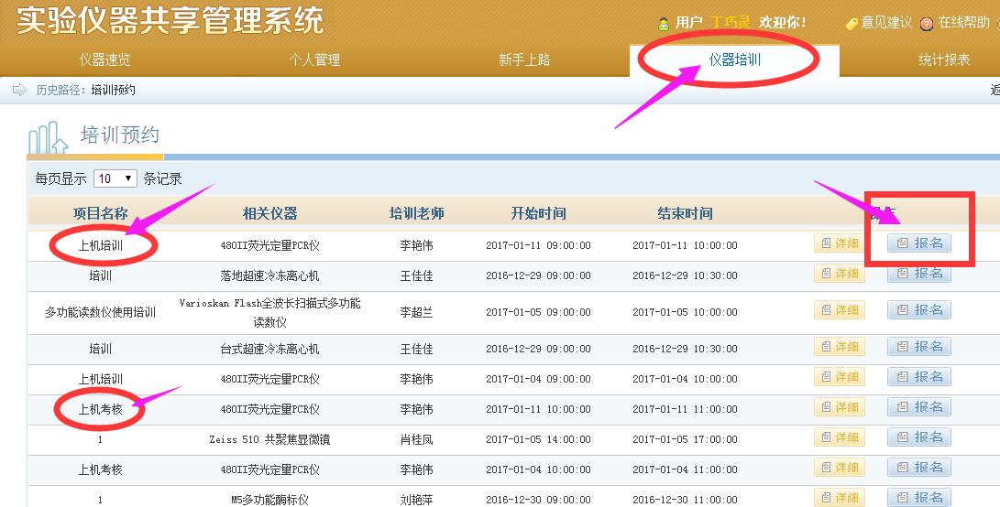 实验仪器共享管理系统
用户 丁巧灵 欢迎你！ 意见建议 在线帮助
仪器速览 个人管理 新手上路 仪器培训 统计报表
历史路径： 培训预约 返
培训预约
每页显示 10 条记录
项目名称 相关仪器 培训老师 开始时间 结束时间 操作
上机培训 480II荧光定量PCR仪 李艳伟 2017-01-11 09:00:00 2017-01-11 10:00:00 详细 报名
培训 落地超速冷冻离心机 王佳佳 2016-12-29 09:00:00 2016-12-29 10:30:00 详细 报名
多功能读数仪使用培训 Varioskan Flash全波长扫描式多功能
读数仪 李超兰 2017-01-05 09:00:00 2017-01-05 10:00:00 详细 报名
培训 台式超速冷冻离心机 王佳佳 2016-12-29 09:00:00 2016-12-29 10:30:00 详细 报名
上机培训 480II荧光定量PCR仪 李艳伟 2017-01-04 09:00:00 2017-01-04 10:00:00 详细 报名
上机考核 480II荧光定量PCR仪 李艳伟 2017-01-11 10:00:00 2017-01-11 11:00:00 详细 报名
1 Zeiss 510 共聚焦显微镜 肖桂凤 2017-01-05 14:00:00 2017-01-05 17:00:00 详细 报名
上机考核 480II荧光定量PCR仪 李艳伟 2017-01-04 10:00:00 2017-01-04 11:00:00 详细 报名
1 M5多功能酶标仪 刘艳萍 2016-12-30 09:00:00 2016-12-30 11:00:00 详细 报名